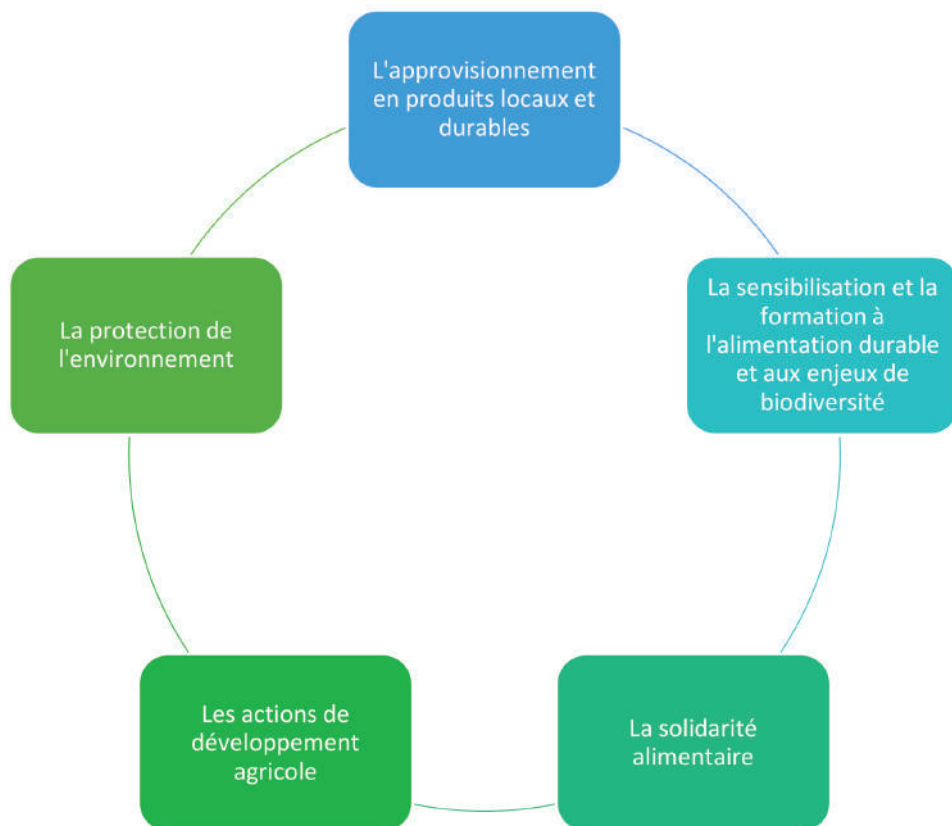 L'approvisionnement
en produits locaux et
durables
La sensibilisation et la
formation à
l'alimentation durable
et aux enjeux de
biodiversité
La solidarité
alimentaire
Les actions de
développement
agricole
La protection de
l'environnement